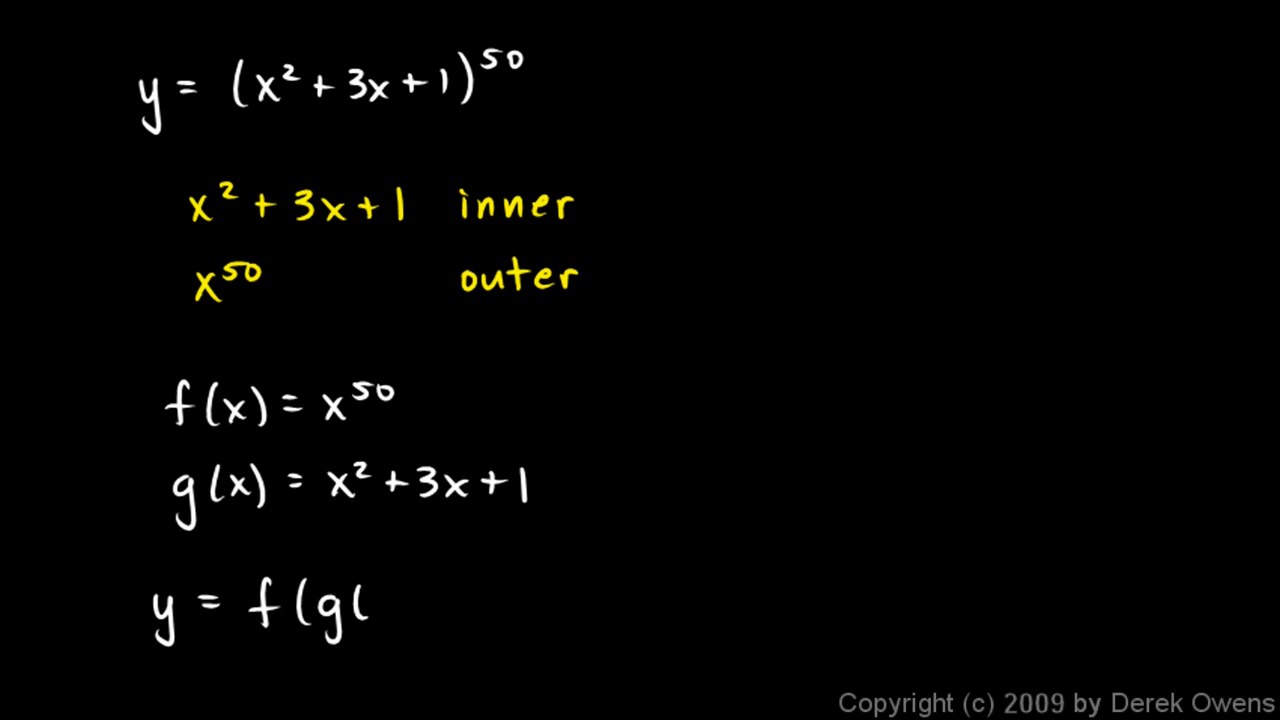 y = (x² + 3x + 1)⁵⁰
x² + 3x + 1 inner
x⁵⁰ outer
f(x) = x⁵⁰
g(x) = x² + 3x + 1
y = f(g(
Copyright (c) 2009 by Derek Owens